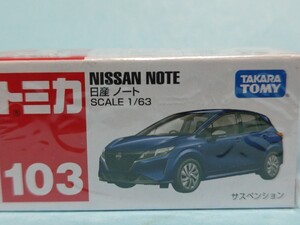 トミカ
103
NISSAN NOTE
日産 ノート
SCALE 1/63
TAKARA
TOMY
サスペンション